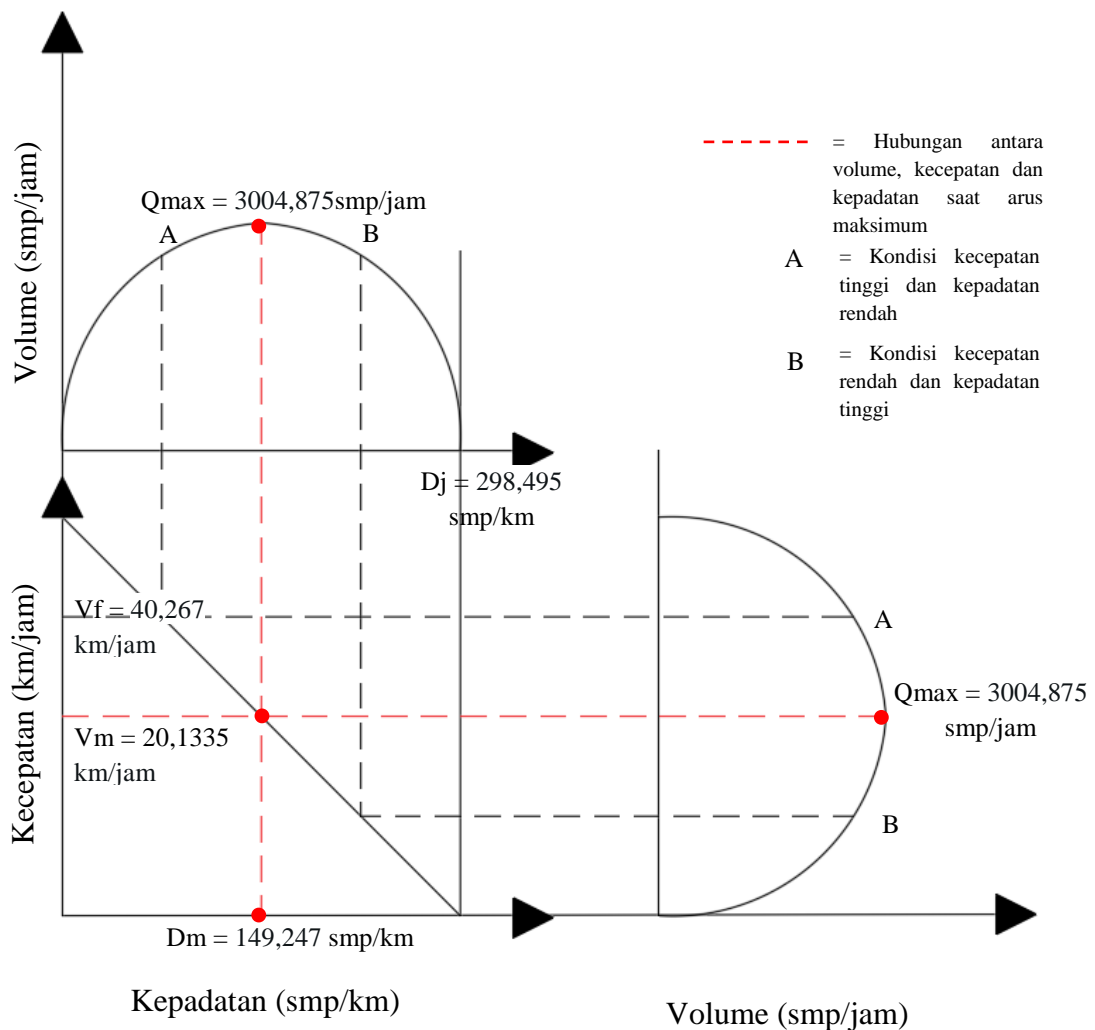 Volume (smp/jam)
Qmax = 3004,875smp/jam
A
B
= Hubungan antara
volume, kecepatan dan
kepadatan saat arus
maksimum
A
= Kondisi kecepatan
tinggi dan kepadatan
rendah
B
= Kondisi kecepatan
rendah dan kepadatan
tinggi
Dj = 298,495
smp/km
Kecepatan (km/jam)
Vf = 40,267
km/jam
Vm = 20,1335
km/jam
Dm = 149,247 smp/km
Kepadatan (smp/km)
A
Qmax = 3004,875
smp/jam
B
Volume (smp/jam)